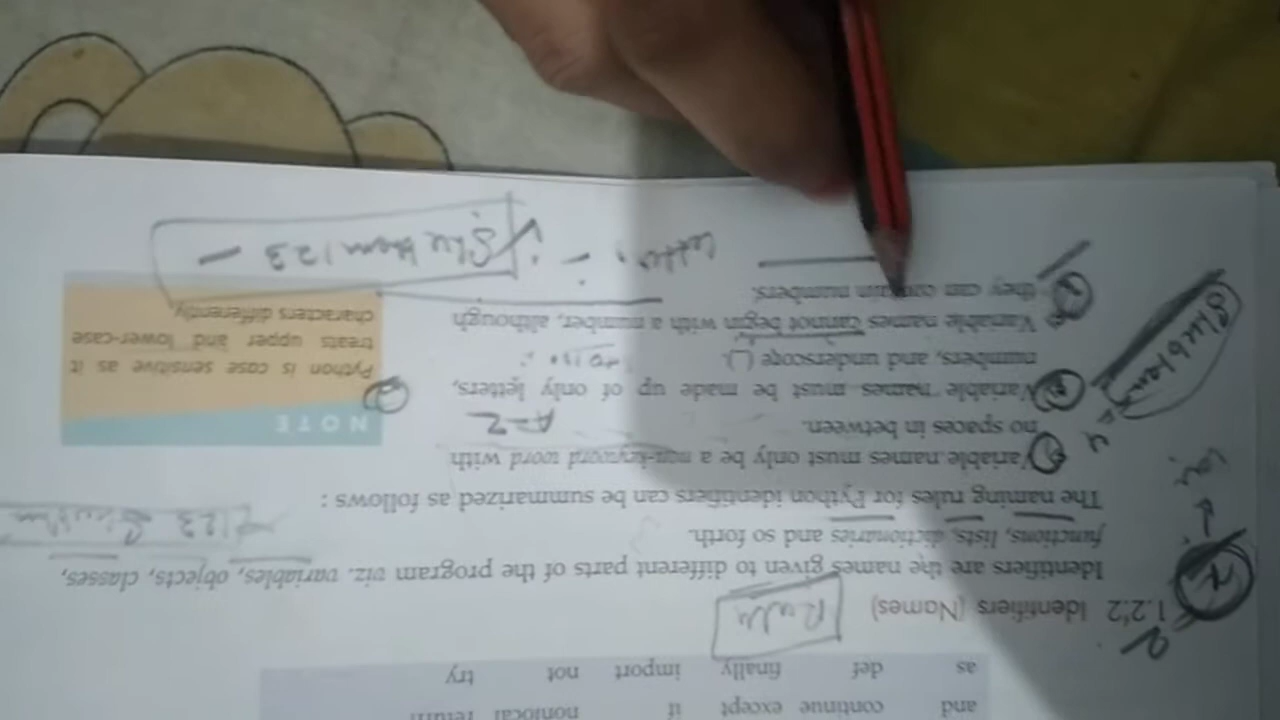 and continue except if nonlocal return
as def finally import not try
1.2.2 Identifiers (Names)
Rules
Identifiers are the names given to different parts of the program viz. variables, objects, classes,
functions, lists, dictionaries and so forth.
The naming rules for Python identifiers can be summarized as follows :
Variable names must only be a non-keyword word with
no spaces in between.
A-Z
Variable names must be made up of only letters,
numbers, and underscore (_).
Variable names cannot begin with a number, although
they can contain numbers.
NOTE
Python is case sensitive as it
treats upper and lower-case
characters differently.
Shubham123